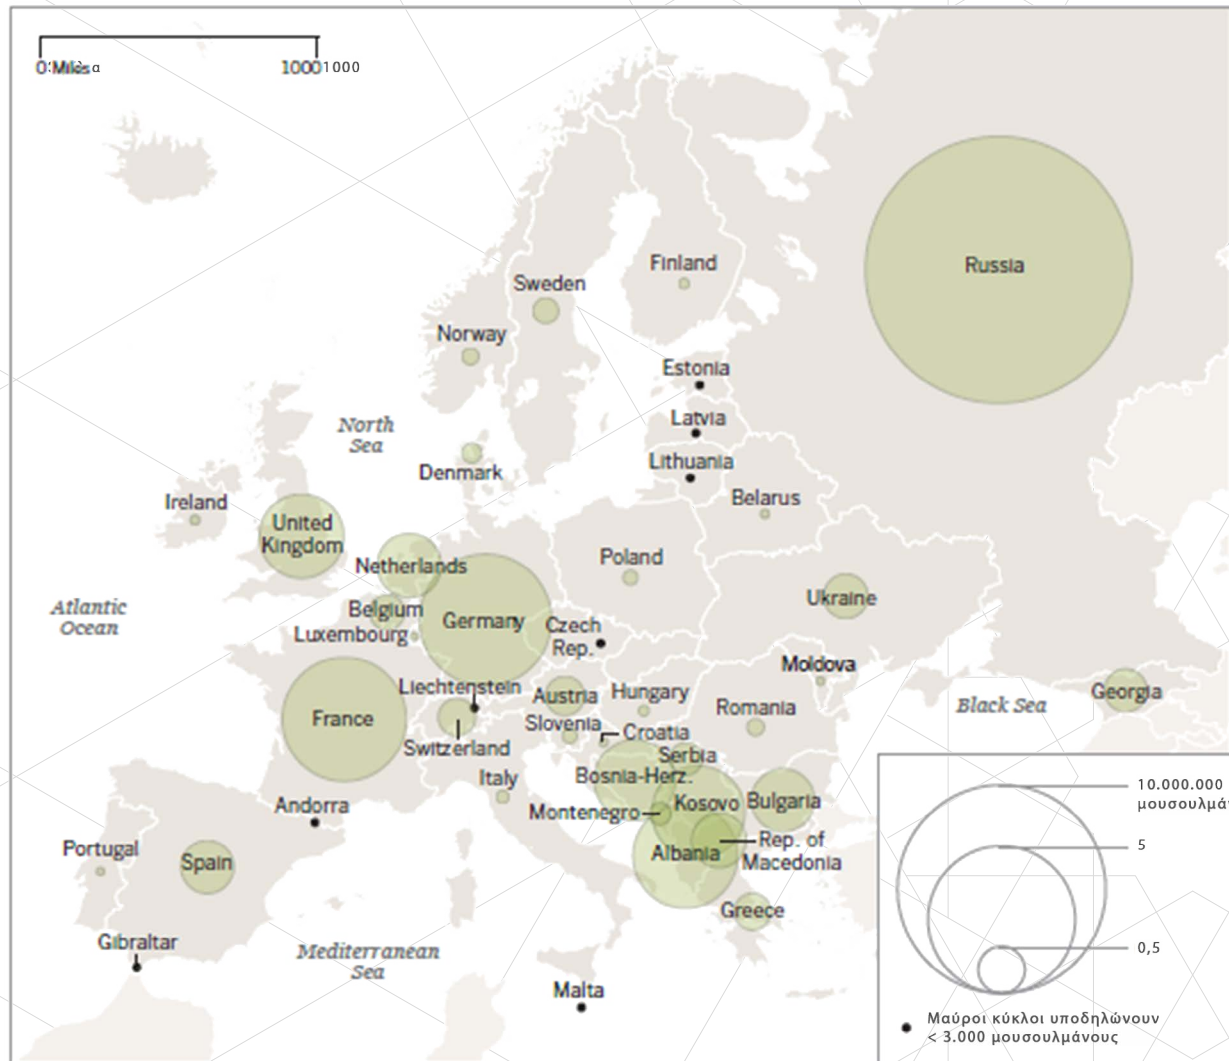 0 Miles
1000 1000
Russia
Finland
Sweden
Norway
Estonia
Latvia
North
Sea
Lithuania
Denmark
Belarus
Ireland
United
Kingdom
Netherlands
Poland
Ukraine
Atlantic
Ocean
Belgium
Germany
Luxembourg
Czech
Rep.
Moldova
Liechtenstein
Austria
Hungary
Georgia
France
Romania
Black Sea
Slovenia
Croatia
Switzerland
Serbia
Bosnia-Herz.
Italy
Andorra
Montenegro
Kosovo
Bulgaria
Portugal
Spain
Albania
Rep. of
Macedonia
Greece
Gibraltar
Mediterranean
Sea
Malta
10.000.000
5
0,5
Μαύροι κύκλοι υποδηλώνουν
< 3.000 μουσουλμάνους